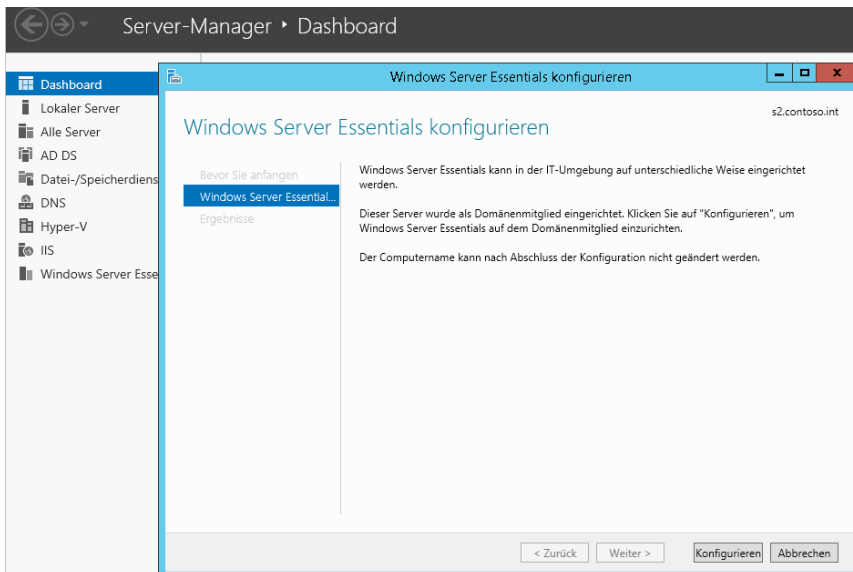 Server-Manager ‣ Dashboard
Dashboard
Lokaler Server
Alle Server
AD DS
Datei-/Speicherdiens
DNS
Hyper-V
IIS
Windows Server Esse
Windows Server Essentials konfigurieren
s2.contoso.int
Windows Server Essentials konfigurieren
Bevor Sie anfangen
Windows Server Essential...
Ergebnisse
Windows Server Essentials kann in der IT-Umgebung auf unterschiedliche Weise eingerichtet
werden.
Dieser Server wurde als Domänenmitglied eingerichtet. Klicken Sie auf "Konfigurieren", um
Windows Server Essentials auf dem Domänenmitglied einzurichten.
Der Computername kann nach Abschluss der Konfiguration nicht geändert werden.
< Zurück Weiter > Konfigurieren Abbrechen